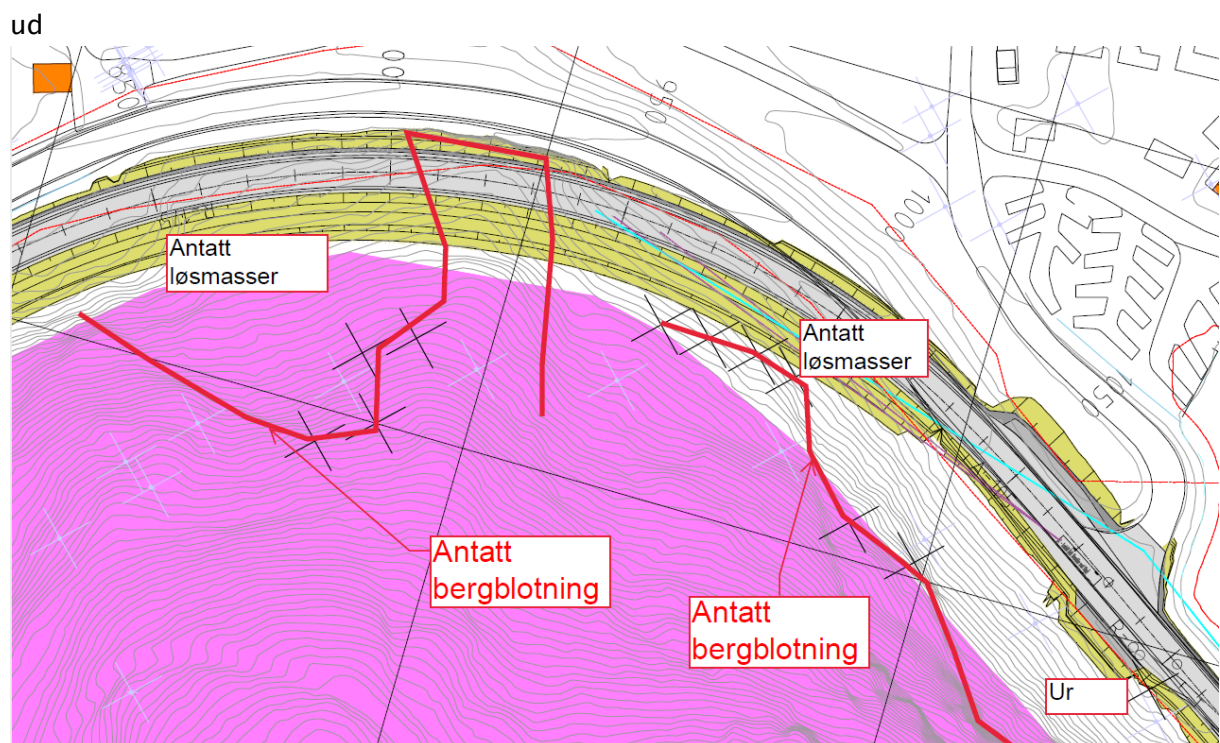 ud
Antatt
løsmasser
Antatt
løsmasser
Antatt
bergblotning
Antatt
bergblotning
Ur